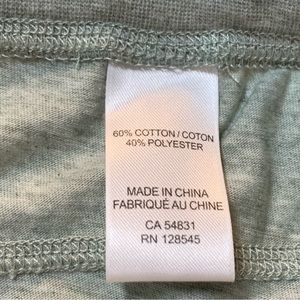 60% COTTON / COTON
40% POLYESTER
MADE IN CHINA
FABRIQUÉ AU CHINE
CA 54831
RN 128545